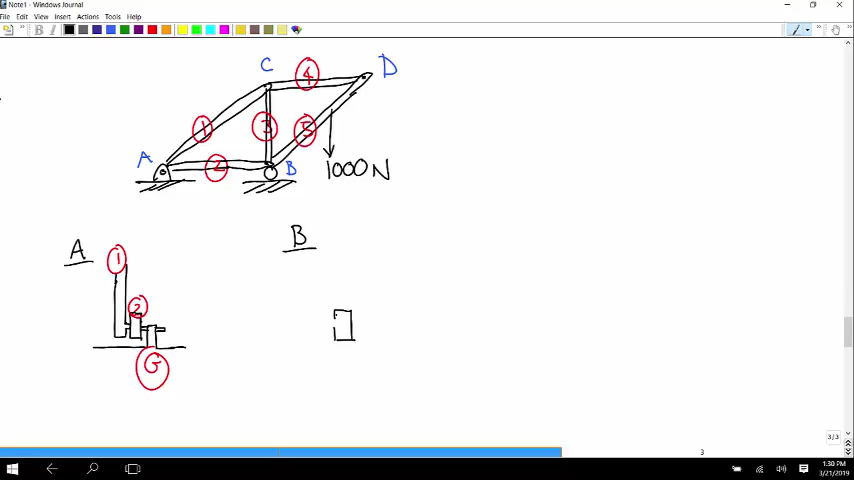 Note1 - Windows Journal
File Edit View Insert Actions Tools Help
B I
C 4 D
1 3 5
A 2 B 1000N
A B
1
2
G
3/3
3
1:30 PM
3/21/2019